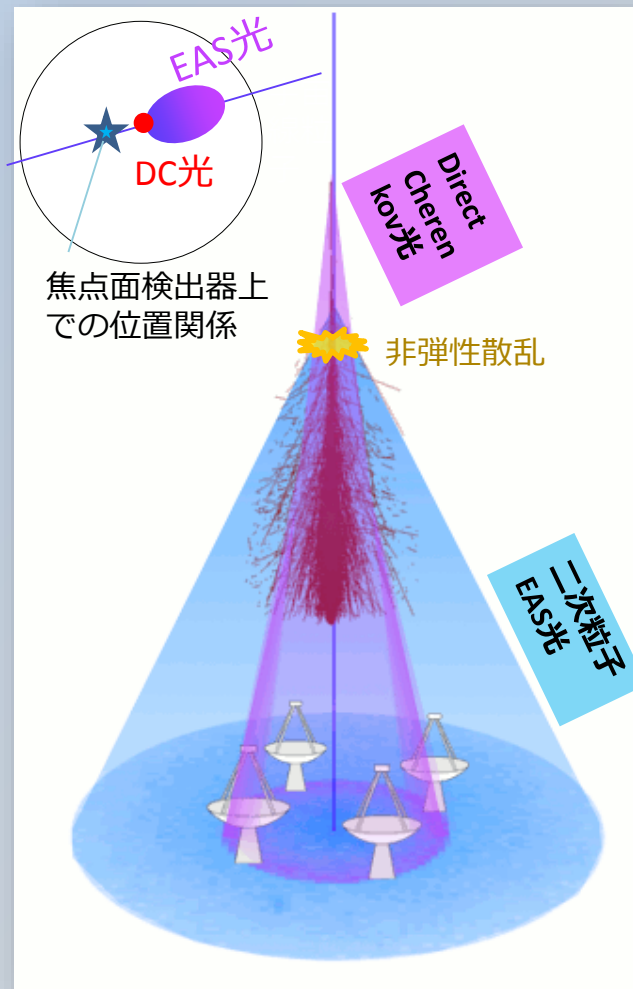 EAS光
DC光
焦点面検出器上
での位置関係
Direct
Cheren
kov光
非弾性散乱
二次粒子
EAS光